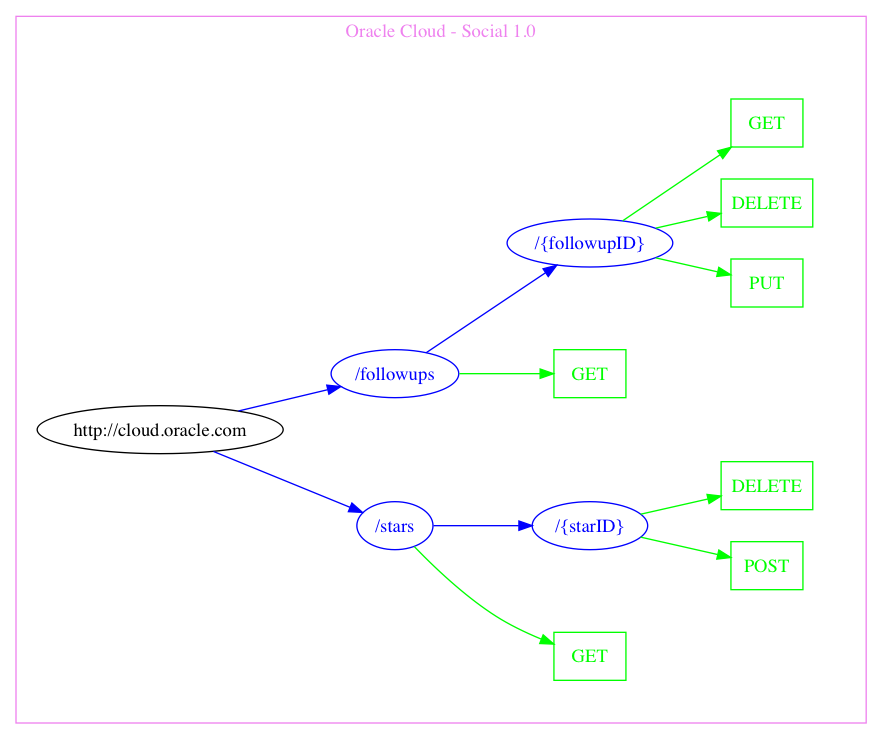 Oracle Cloud - Social 1.0
GET
DELETE
/{followupID}
PUT
/followups
GET
http://cloud.oracle.com
DELETE
/stars
/{starID}
POST
GET